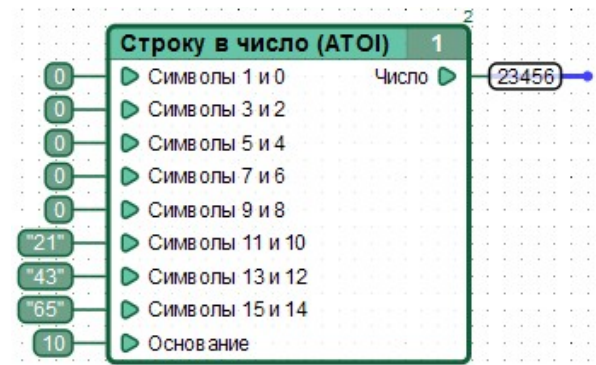 2
Строку в число (ATOI) 1
0 Символы 1 и 0 Число 23456
0 Символы 3 и 2
0 Символы 5 и 4
0 Символы 7 и 6
0 Символы 9 и 8
"21" Символы 11 и 10
"43" Символы 13 и 12
"65" Символы 15 и 14
10 Основание